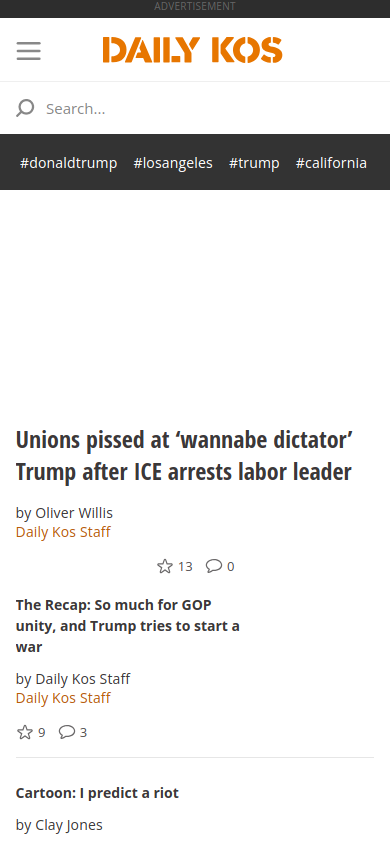 ADVERTISEMENT
DAILY KOS
Search...
#donaldtrump #losangeles #trump #california
Unions pissed at ‘wannabe dictator’
Trump after ICE arrests labor leader
by Oliver Willis
Daily Kos Staff
13 0
The Recap: So much for GOP
unity, and Trump tries to start a
war
by Daily Kos Staff
Daily Kos Staff
9 3
Cartoon: I predict a riot
by Clay Jones